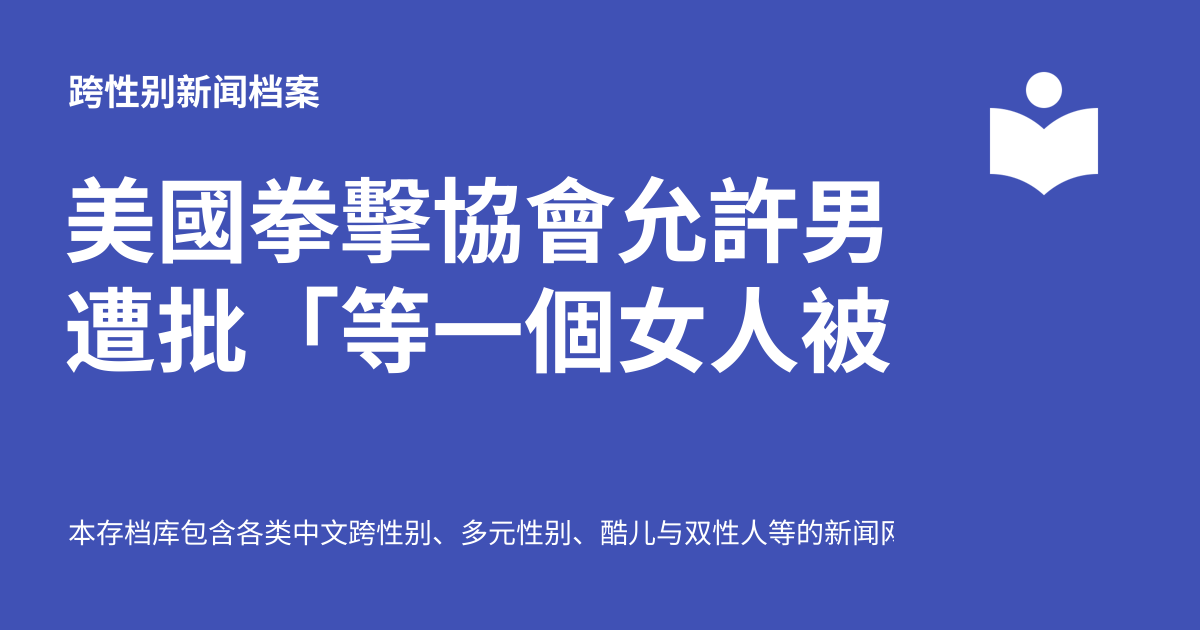 跨性别新闻档案
美國拳擊協會允許男
遭批「等一個女人被
本存档库包含各类中文跨性别、多元性别、酷儿与双性人等的新闻网